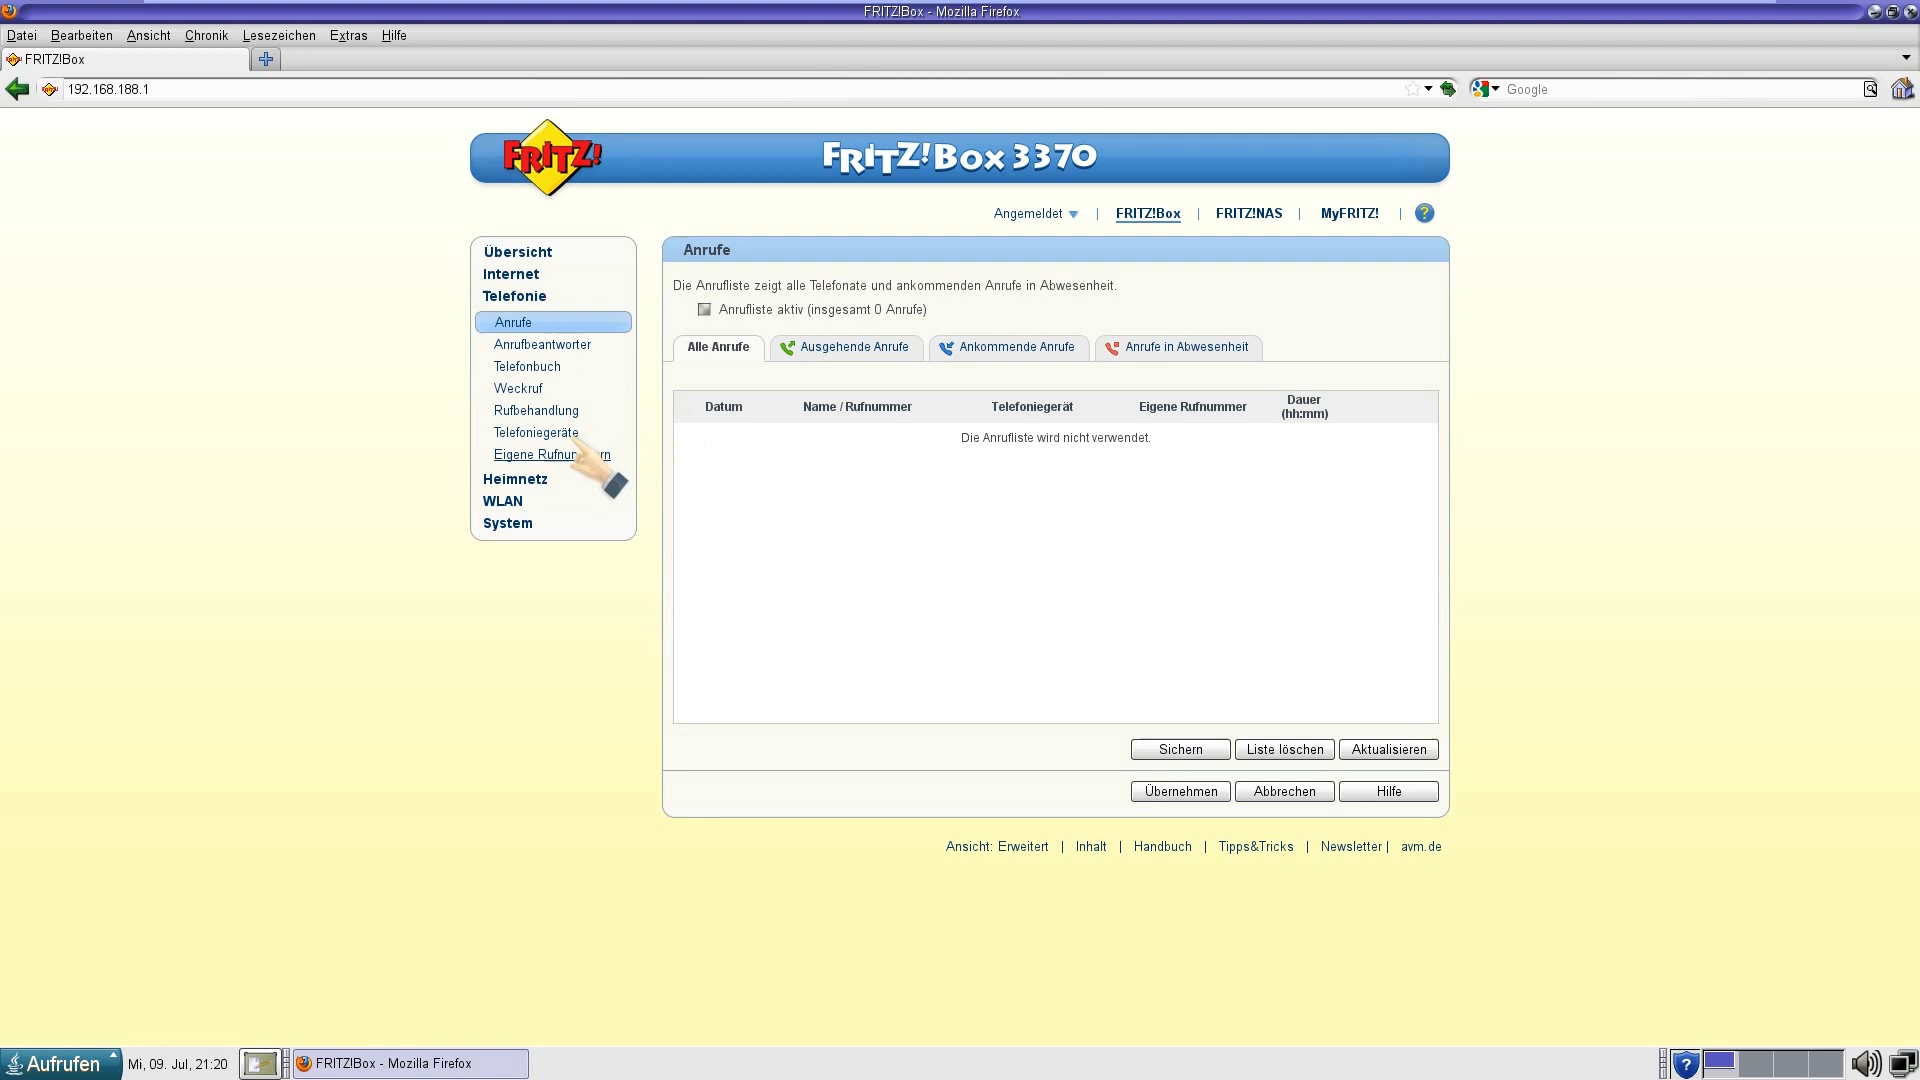 FRITZ!Box - Mozilla Firefox
Datei Bearbeiten Ansicht Chronik Lesezeichen Extras Hilfe
FRITZ!Box
192.168.188.1
Google
FRITZ!
FRITZ!Box 3370
Angemeldet | FRITZ!Box | FRITZ!NAS | MyFRITZ! | ?
Übersicht
Internet
Telefonie
Anrufe
Anrufbeantworter
Telefonbuch
Weckruf
Rufbehandlung
Telefoniegeräte
Eigene
Heimnetz
WLAN
System
Anrufe
Die Anrufliste zeigt alle Telefonate und ankommenden Anrufe in Abwesenheit.
Anrufliste aktiv (insgesamt 0 Anrufe)
Alle Anrufe Ausgehende Anrufe Ankommende Anrufe Anrufe in Abwesenheit
Datum Name / Rufnummer Telefoniegerät Eigene Rufnummer Dauer (hh:mm)
Die Anrufliste wird nicht verwendet.
Sichern Liste löschen Aktualisieren
Übernehmen Abbrechen Hilfe
Ansicht: Erweitert | Inhalt | Handbuch | Tipps&Tricks | Newsletter | avm.de
Aufrufen Mi, 09. Jul, 21:20 FRITZ!Box - Mozilla Firefox ?